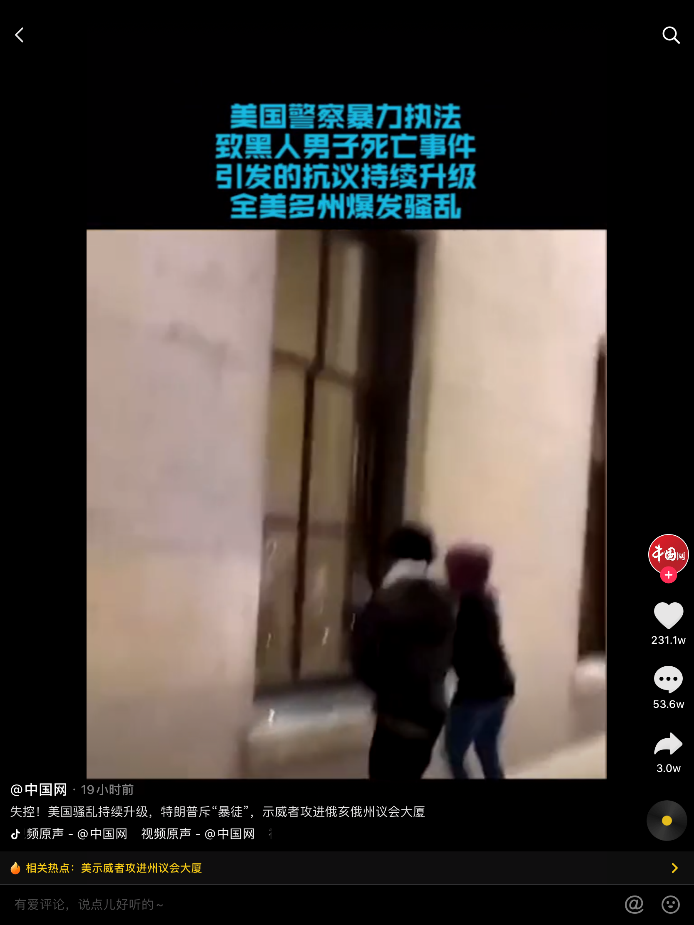 美国警察暴力执法
致黑人男子死亡事件
引发的抗议持续升级
全美多州爆发骚乱
231.1w
53.6w
3.0w
@中国网 · 19小时前
失控！美国骚乱持续升级，特朗普斥“暴徒”，示威者攻进俄亥俄州议会大厦
频原声 - @中国网 视频原声 - @中国网
相关热点：美示威者攻进州议会大厦
有爱评论，说点儿好听的~